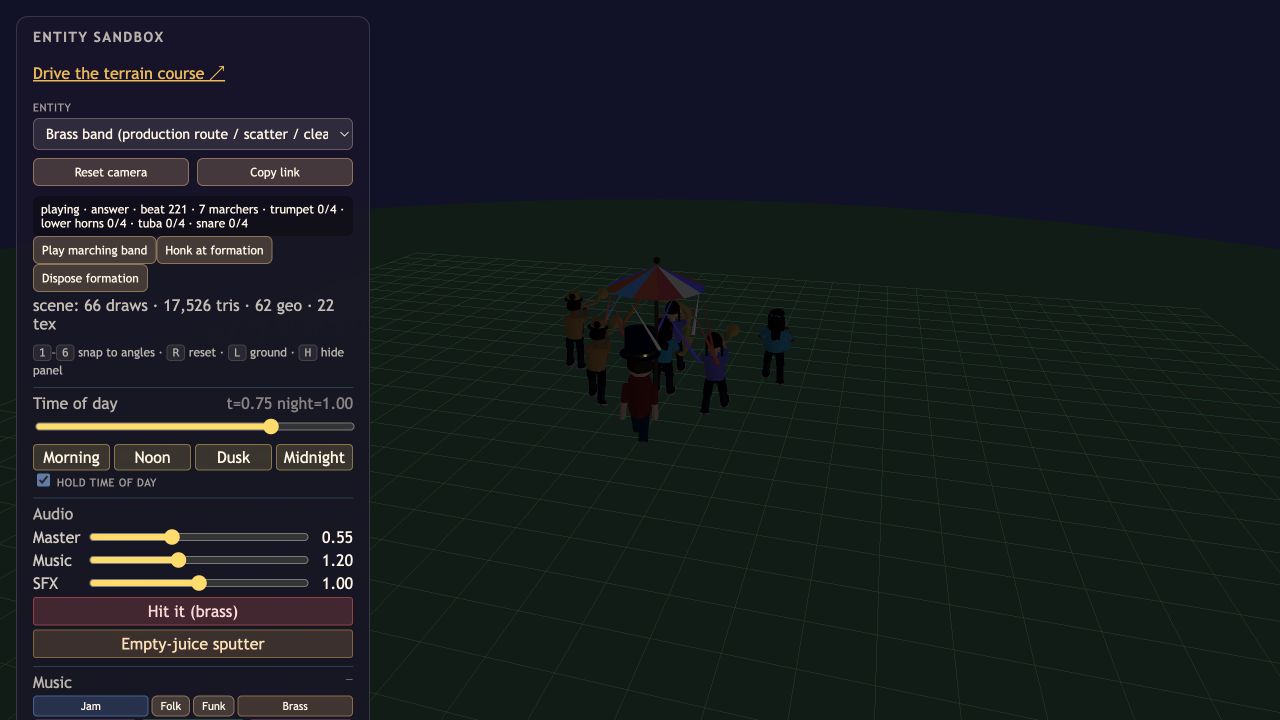 ENTITY SANDBOX
Drive the terrain course ↗
ENTITY
Brass band (production route / scatter / clea
Reset camera
Copy link
playing · answer · beat 221 · 7 marchers · trumpet 0/4 ·
lower horns 0/4 · tuba 0/4 · snare 0/4
Play marching band
Honk at formation
Dispose formation
scene: 66 draws · 17,526 tris · 62 geo · 22
tex
1-6 snap to angles · R reset · L ground · H hide
panel
Time of day t=0.75 night=1.00
Morning
Noon
Dusk
Midnight
HOLD TIME OF DAY
Audio
Master 0.55
Music 1.20
SFX 1.00
Hit it (brass)
Empty-juice sputter
Music –
Jam
Folk
Funk
Brass